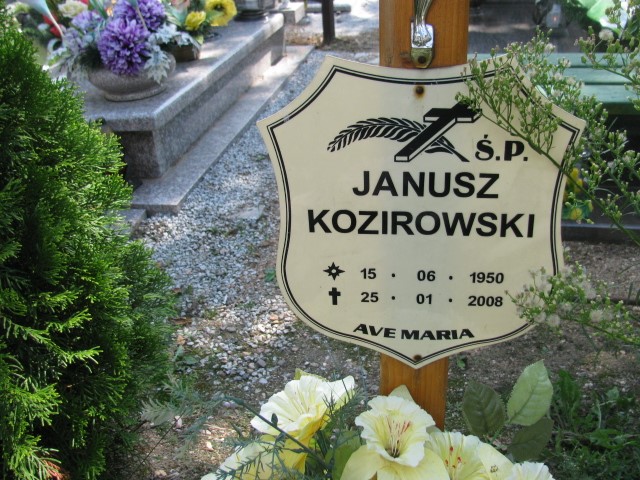 Ś.P.
JANUSZ
KOZIROWSKI
15 · 06 · 1950
25 · 01 · 2008
AVE MARIA